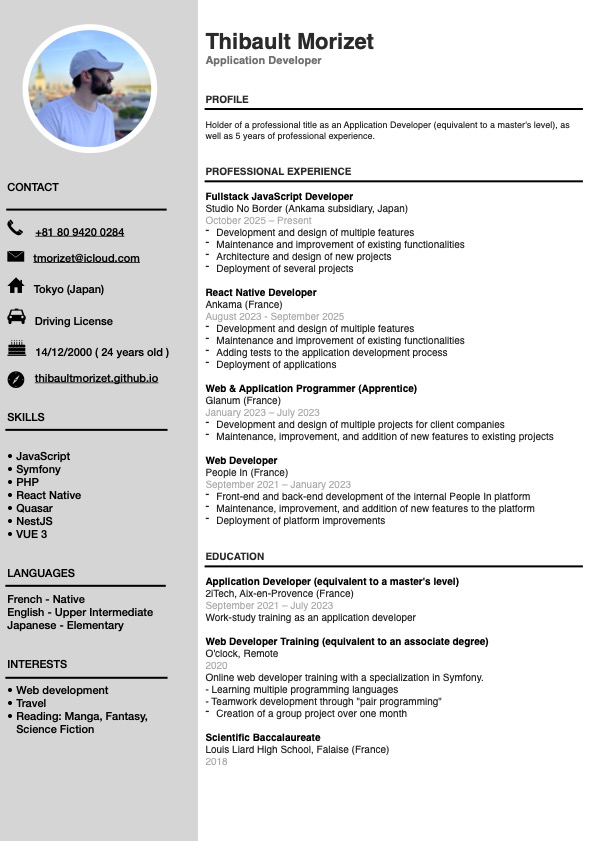 Thibault Morizet
Application Developer
CONTACT
+81 80 9420 0284
tmorizet@icloud.com
Tokyo (Japan)
Driving License
14/12/2000 ( 24 years old )
thibaultmorizet.github.io
SKILLS
• JavaScript
• Symfony
• PHP
• React Native
• Quasar
• NestJS
• VUE 3
LANGUAGES
French - Native
English - Upper Intermediate
Japanese - Elementary
INTERESTS
• Web development
• Travel
• Reading: Manga, Fantasy,
Science Fiction
PROFILE
Holder of a professional title as an Application Developer (equivalent to a master's level), as
well as 5 years of professional experience.
PROFESSIONAL EXPERIENCE
Fullstack JavaScript Developer
Studio No Border (Ankama subsidiary, Japan)
October 2025 – Present
- Development and design of multiple features
- Maintenance and improvement of existing functionalities
- Architecture and design of new projects
- Deployment of several projects
React Native Developer
Ankama (France)
August 2023 - September 2025
- Development and design of multiple features
- Maintenance and improvement of existing functionalities
- Adding tests to the application development process
- Deployment of applications
Web & Application Programmer (Apprentice)
Glanum (France)
January 2023 – July 2023
- Development and design of multiple projects for client companies
- Maintenance, improvement, and addition of new features to existing projects
Web Developer
People In (France)
September 2021 – January 2023
- Front-end and back-end development of the internal People In platform
- Maintenance, improvement, and addition of new features to the platform
- Deployment of platform improvements
EDUCATION
Application Developer (equivalent to a master's level)
2iTech, Aix-en-Provence (France)
September 2021 – July 2023
Work-study training as an application developer
Web Developer Training (equivalent to an associate degree)
O'clock, Remote
2020
Online web developer training with a specialization in Symfony.
- Learning multiple programming languages
- Teamwork development through "pair programming"
- Creation of a group project over one month
Scientific Baccalaureate
Louis Liard High School, Falaise (France)
2018